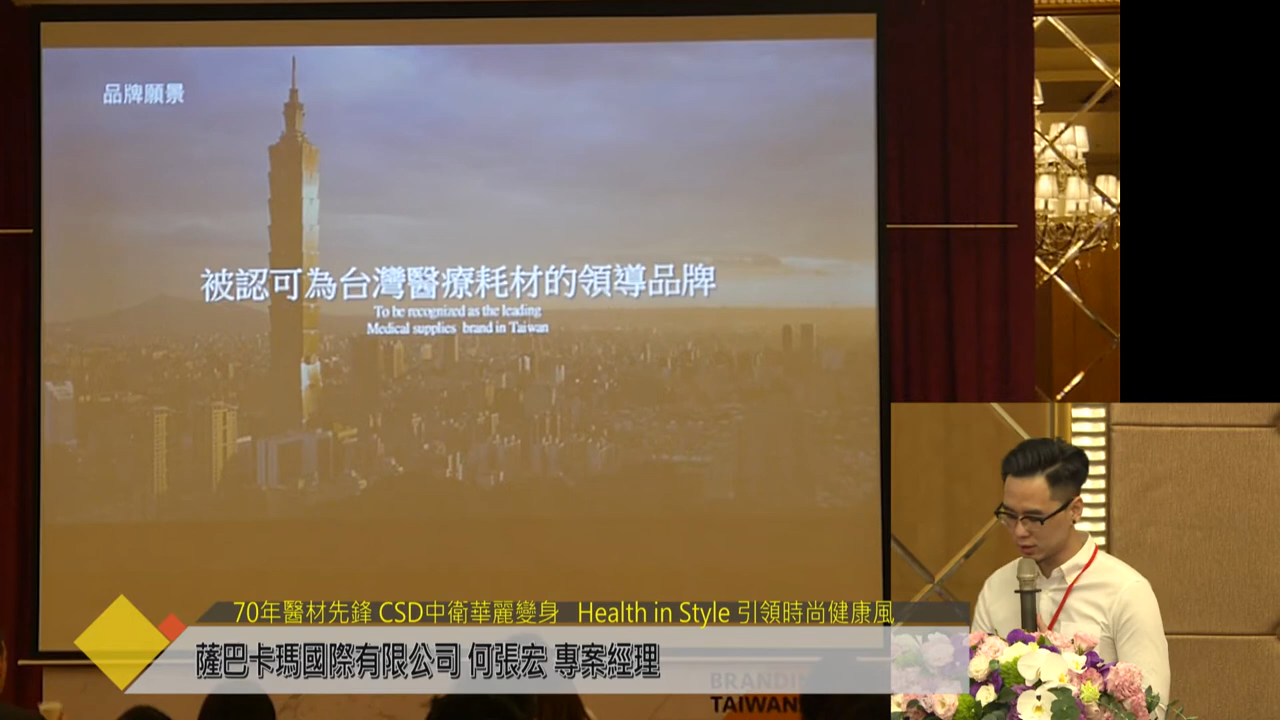 品牌願景
被認可為台灣醫療耗材的領導品牌
To be recognized as the leading
Medical supplies brand in Taiwan
70年醫材先鋒 CSD中衛華麗變身 Health in Style 引領時尚健康風
薩巴卡瑪國際有限公司 何張宏 專案經理
BRANDIN
TAIWAN